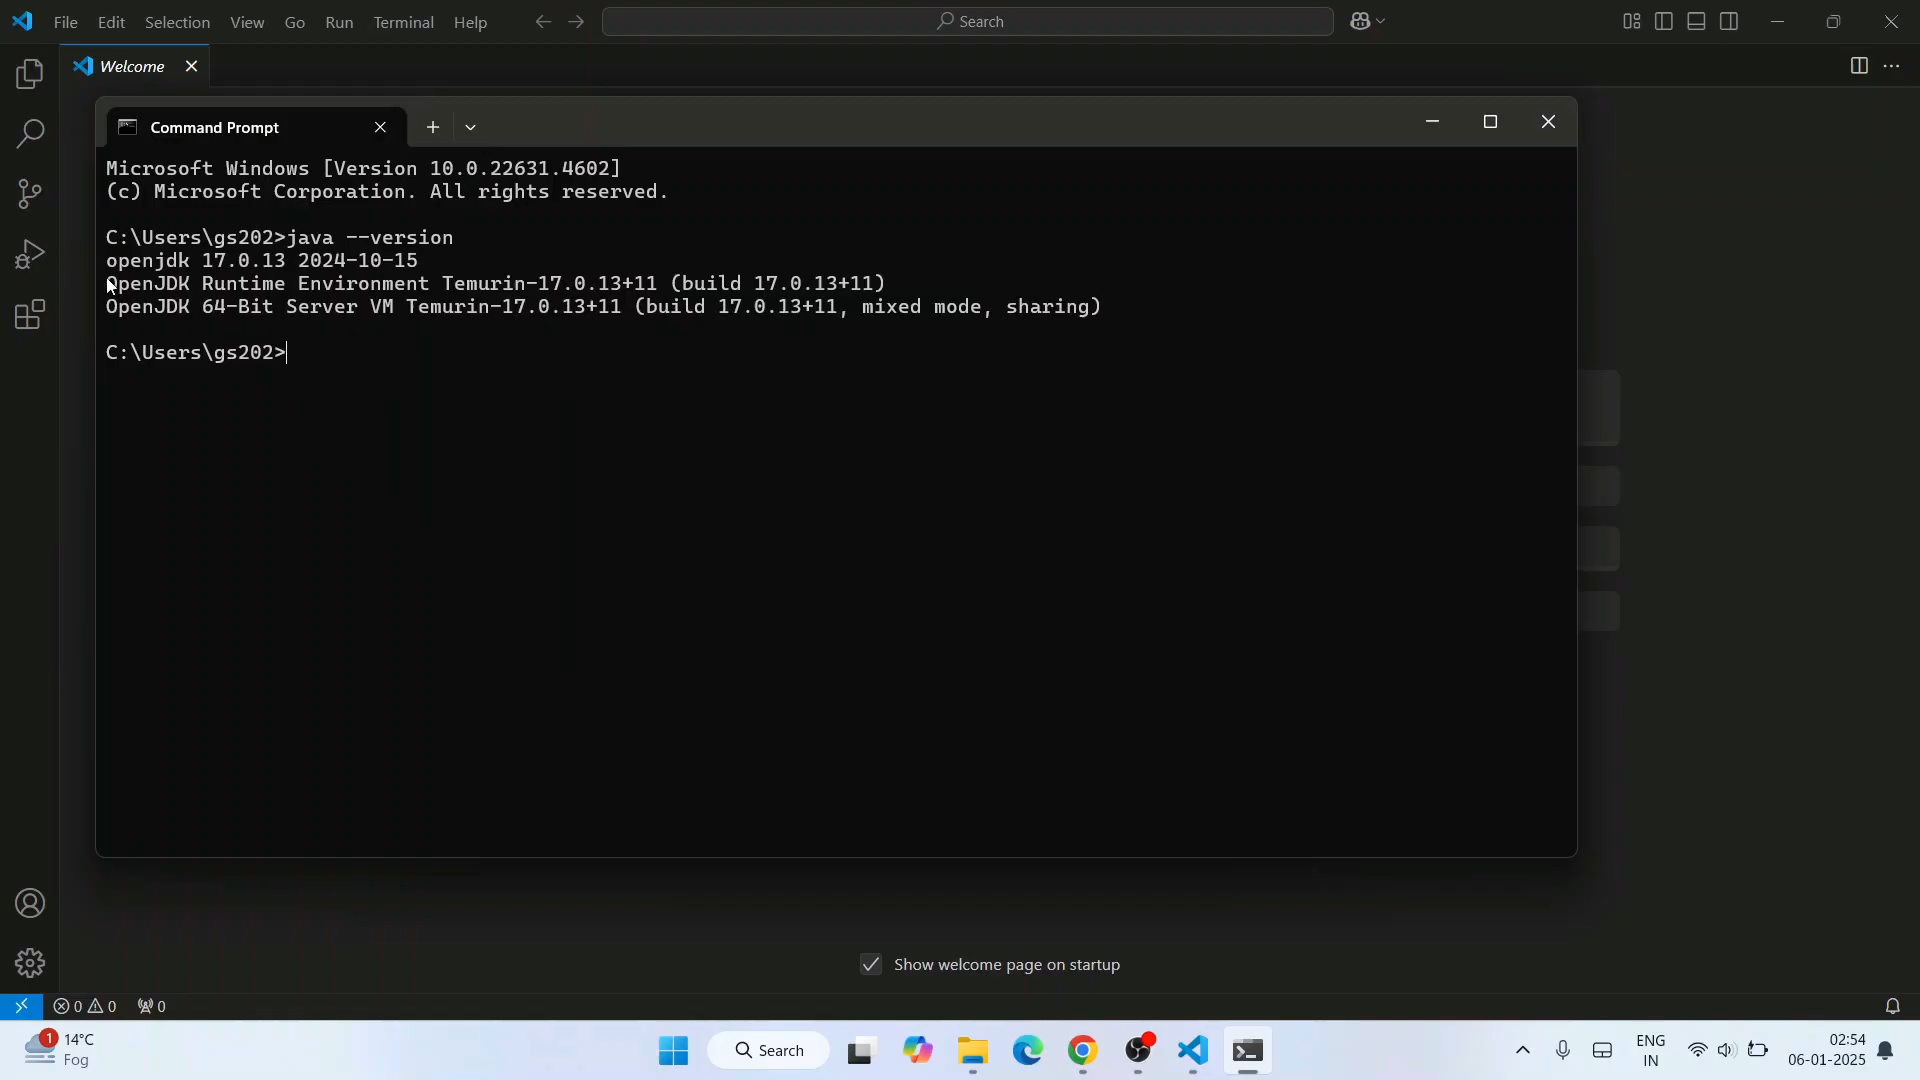 File Edit Selection View Go Run Terminal Help
Search
Welcome
Command Prompt
Microsoft Windows [Version 10.0.22631.4602]
(c) Microsoft Corporation. All rights reserved.
C:\Users\gs202>java --version
openjdk 17.0.13 2024-10-15
OpenJDK Runtime Environment Temurin-17.0.13+11 (build 17.0.13+11)
OpenJDK 64-Bit Server VM Temurin-17.0.13+11 (build 17.0.13+11, mixed mode, sharing)
C:\Users\gs202>
Show welcome page on startup
0 0 0
1
14°C
Fog
Search
ENG
IN
02:54
06-01-2025